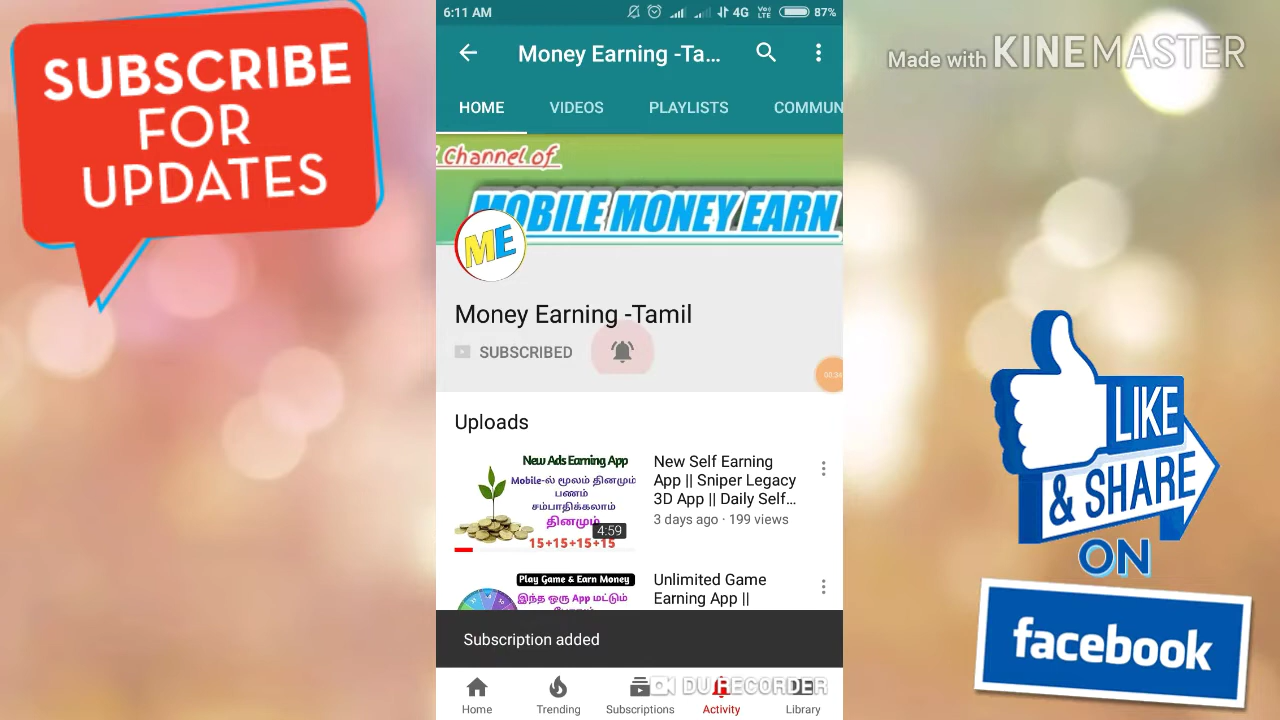 SUBSCRIBE
FOR
UPDATES
6:11 AM
4G
Vo LTE
87%
Money Earning -Ta...
HOME
VIDEOS
PLAYLISTS
COMMUN
Channel of
MOBILE MONEY EARN
ME
Money Earning -Tamil
SUBSCRIBED
Uploads
New Ads Earning App
Mobile-ல் மூலம் தினமும்
பணம்
சம்பாதிக்கலாம்
தினமும்
4:59
15+15+15+15
New Self Earning
App || Sniper Legacy
3D App || Daily Self...
3 days ago · 199 views
Play Game & Earn Money
இந்த ஒரு App மட்டும்
Unlimited Game
Earning App ||
Subscription added
DU RECORDER
Home
Trending
Subscriptions
Activity
Library
Made with KINEMASTER
LIKE
& SHARE
ON
facebook